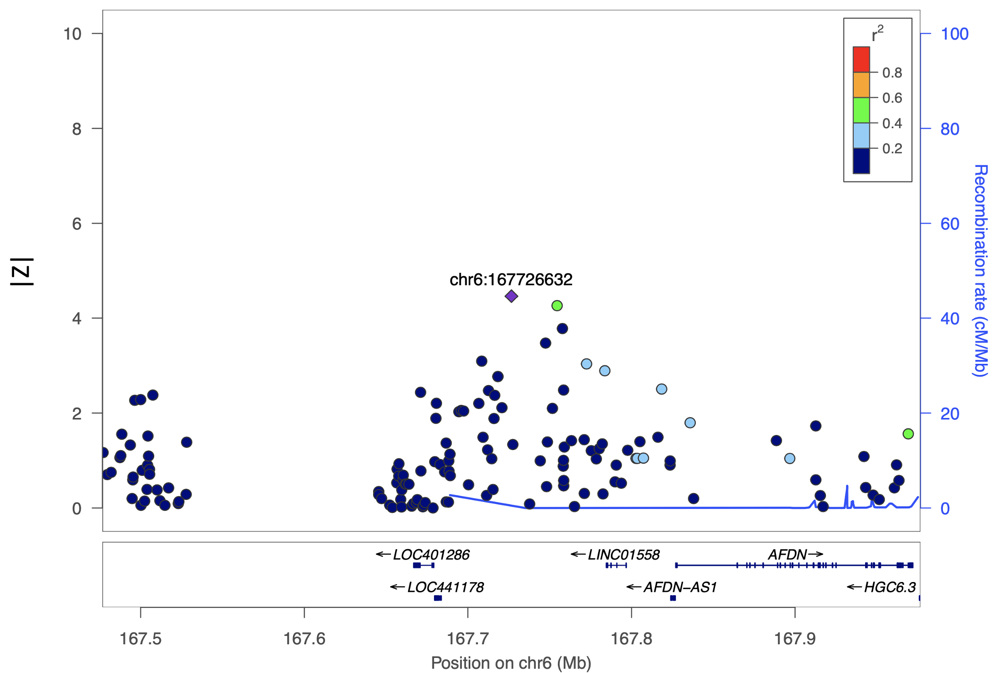 10
8
6
4
2
0
|Z|
chr6:167726632
r2
0.8
0.6
0.4
0.2
100
80
60
40
20
0
Recombination rate (cM/Mb)
←LOC401286
←LINC01558
AFDN→
←LOC441178
←AFDN−AS1
←HGC6.3
167.5
167.6
167.7
167.8
167.9
Position on chr6 (Mb)